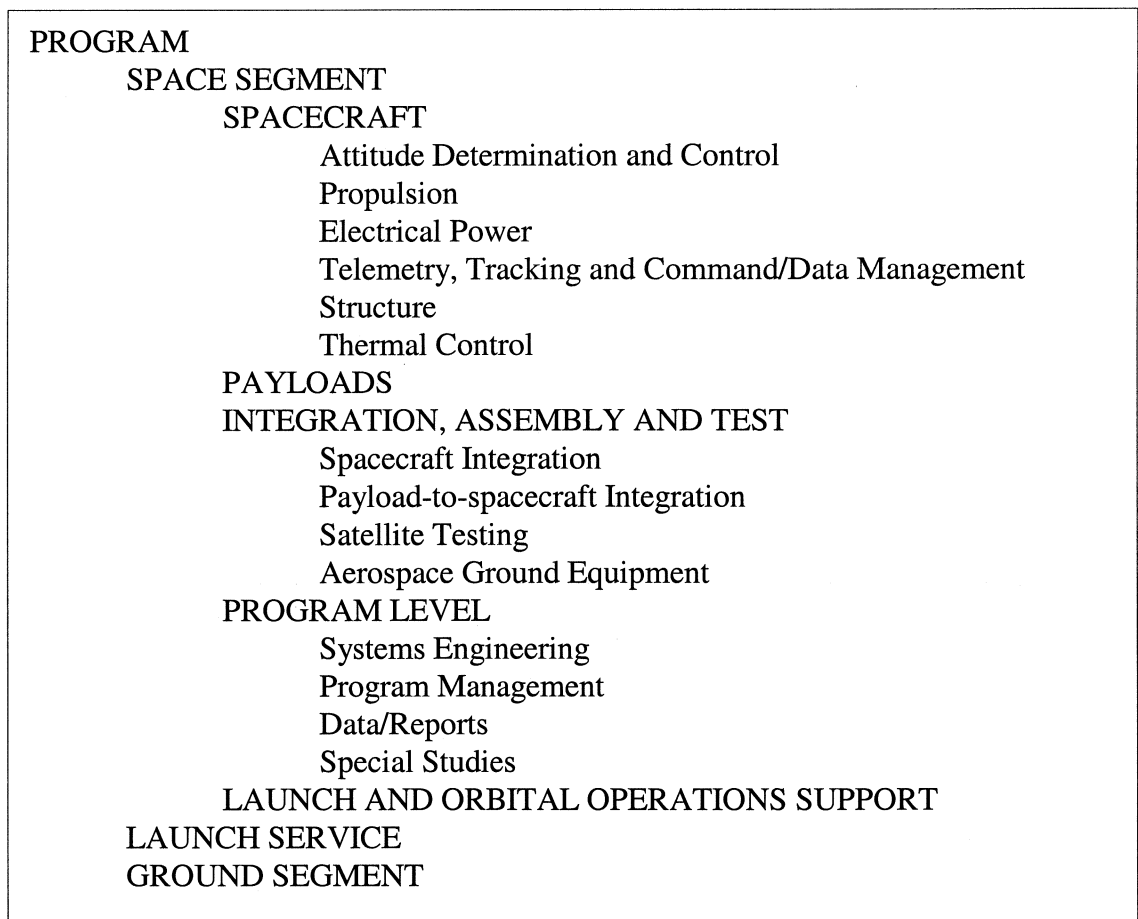 PROGRAM
SPACE SEGMENT
SPACECRAFT
Attitude Determination and Control
Propulsion
Electrical Power
Telemetry, Tracking and Command/Data Management
Structure
Thermal Control
PAYLOADS
INTEGRATION, ASSEMBLY AND TEST
Spacecraft Integration
Payload-to-spacecraft Integration
Satellite Testing
Aerospace Ground Equipment
PROGRAM LEVEL
Systems Engineering
Program Management
Data/Reports
Special Studies
LAUNCH AND ORBITAL OPERATIONS SUPPORT
LAUNCH SERVICE
GROUND SEGMENT